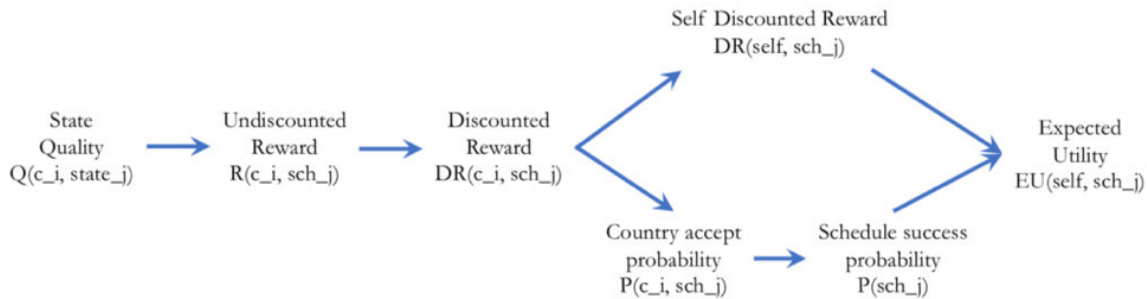 State
Quality
Q(c_i, state_j)
Undiscounted
Reward
R(c_i, sch_j)
Discounted
Reward
DR(c_i, sch_j)
Self Discounted Reward
DR(self, sch_j)
Country accept
probability
P(c_i, sch_j)
Schedule success
probability
P(sch_j)
Expected
Utility
EU(self, sch_j)